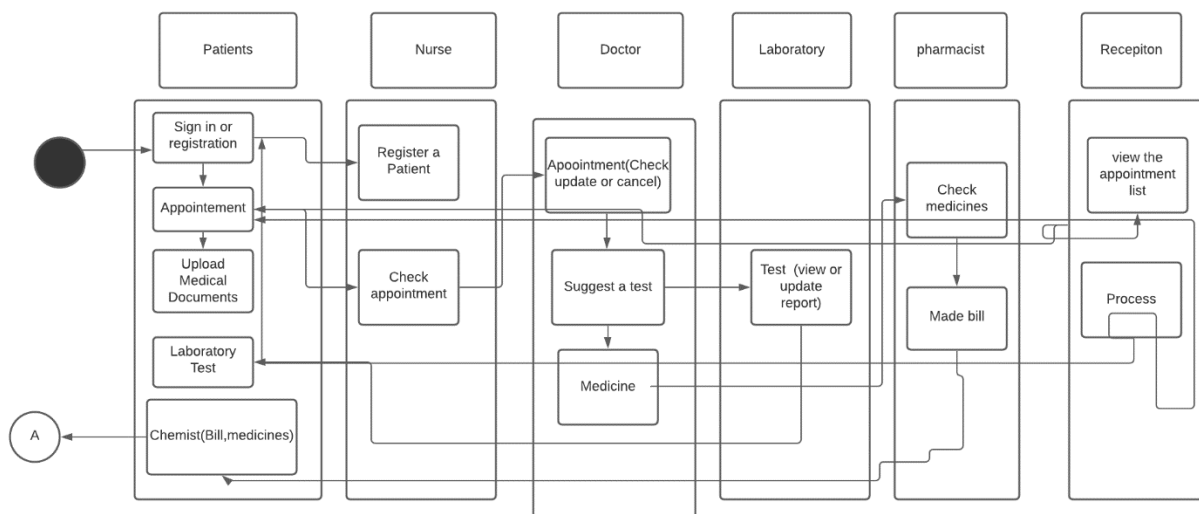 Patients
Nurse
Doctor
Laboratory
pharmacist
Recepiton
Sign in or
registration
Appointement
Upload
Medical
Documents
Laboratory
Test
Chemist(Bill,medicines)
A
Register a
Patient
Check
appointment
Apoointment(Check
update or cancel)
Suggest a test
Medicine
Test (view or
update
report)
Check
medicines
Made bill
view the
appointment
list
Process